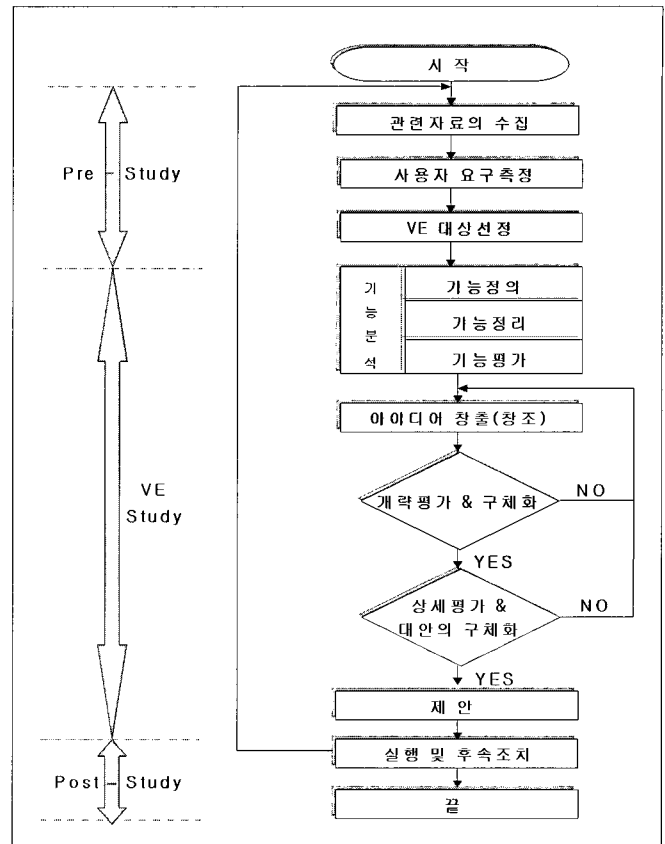 시 작
관련자료의 수집
Pre - Study
사용자 요구측정
VE 대상선정
기능분석
기능정의
기능정리
기능평가
아이디어 창출(창조)
개략평가 & 구체화
NO
VE
Study
YES
상세평가 &
대안의 구체화
NO
YES
제 안
실행 및 후속조치
Post - Study
끝